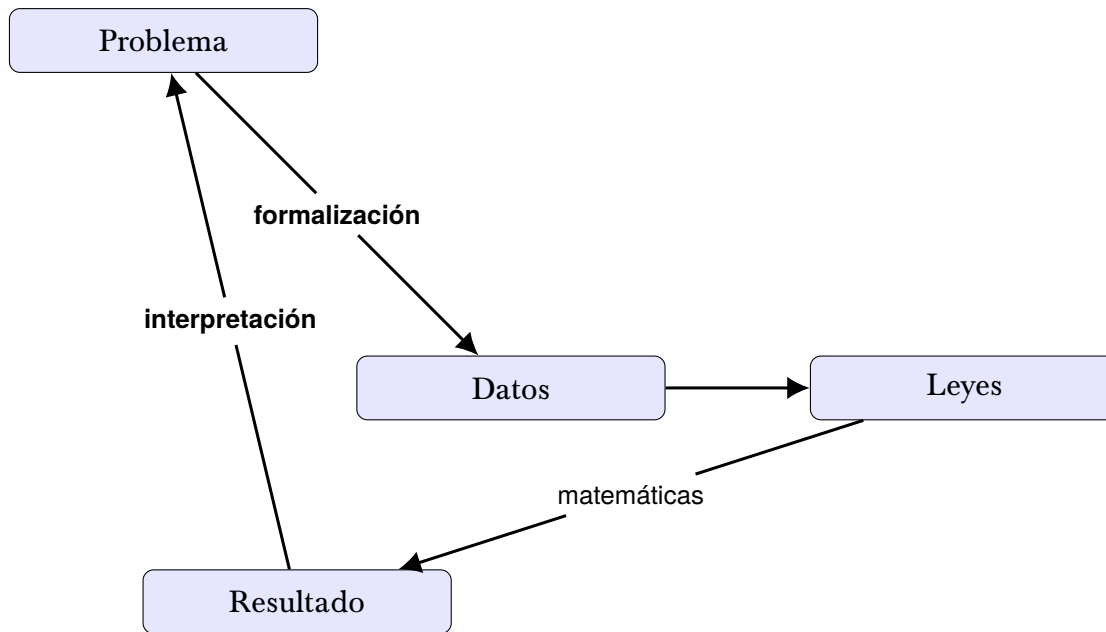 Problema
formalización
interpretación
Datos
Leyes
matemáticas
Resultado